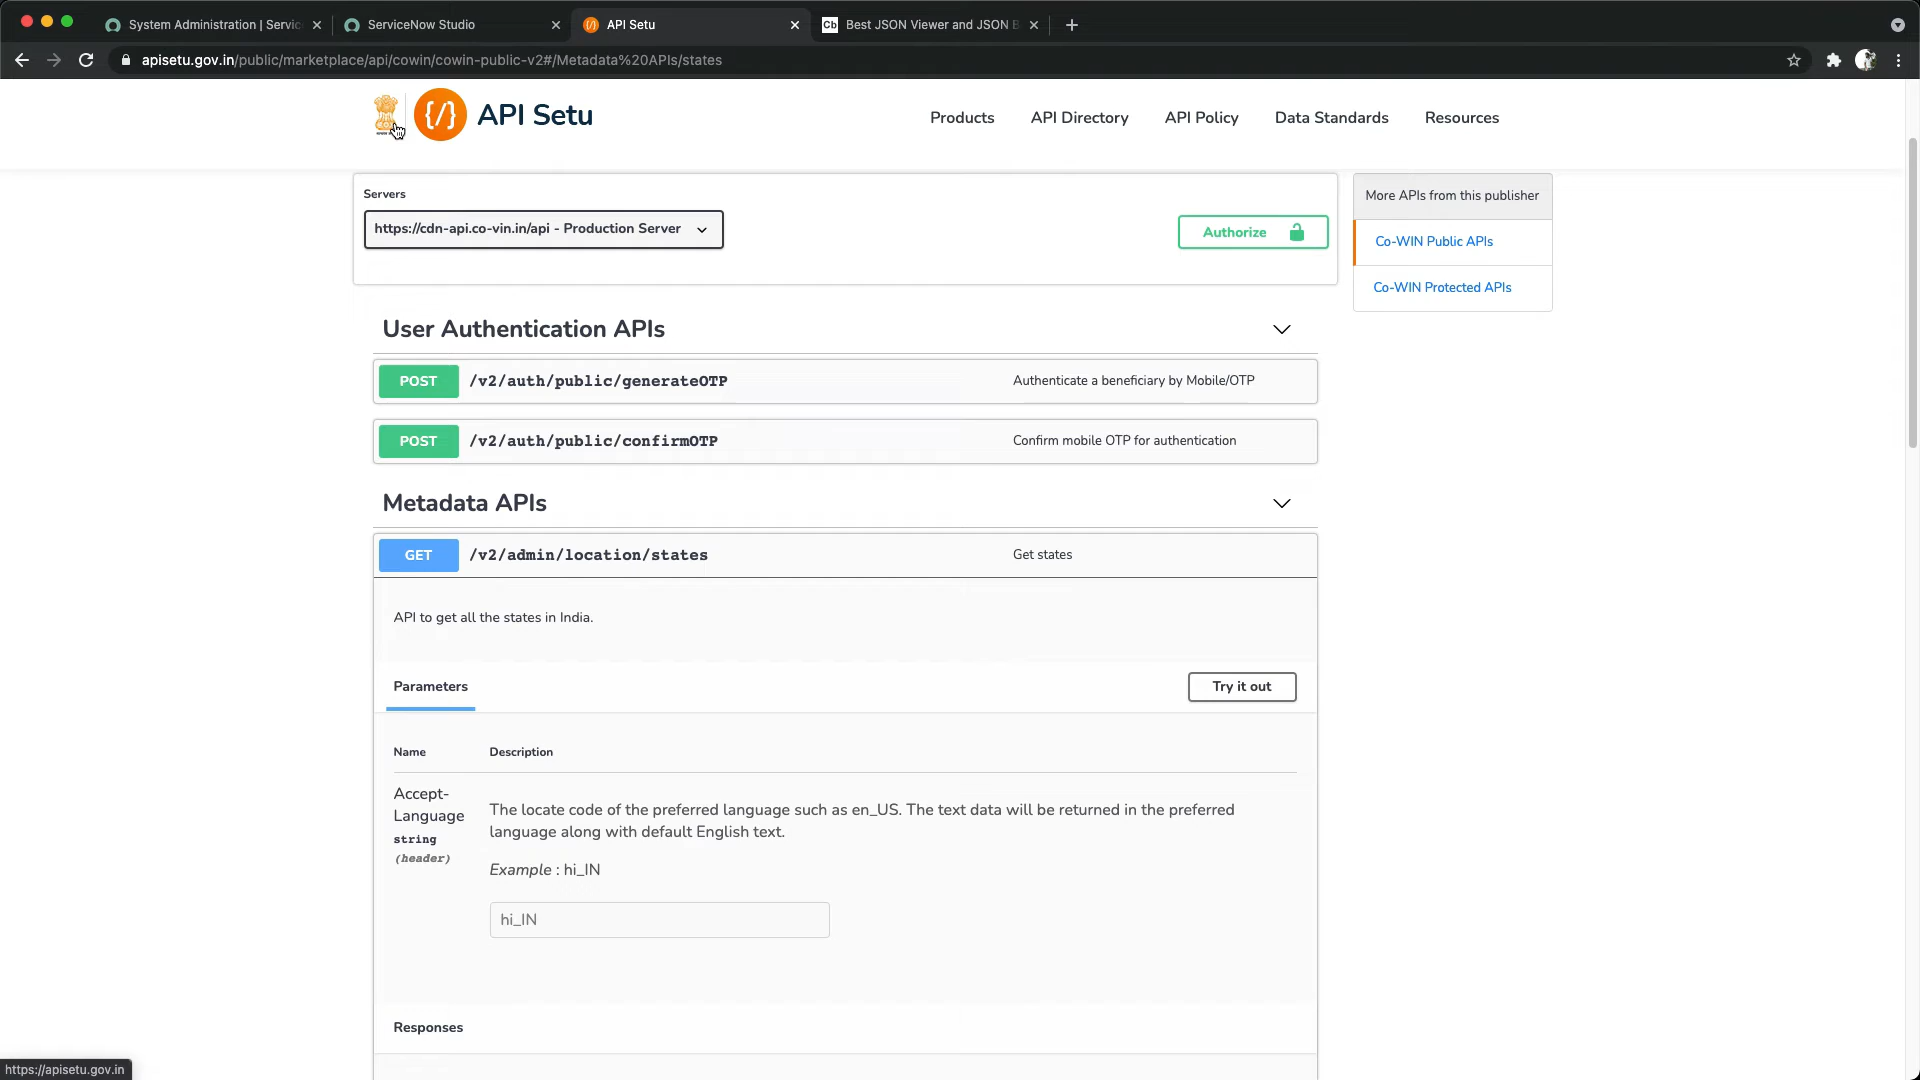 System Administration | Servic
ServiceNow Studio
API Setu
Cb
Best JSON Viewer and JSON B
apisetu.gov.in/public/marketplace/api/cowin/cowin-public-v2#/Metadata%20APIs/states
{/} API Setu
Products
API Directory
API Policy
Data Standards
Resources
Servers
https://cdn-api.co-vin.in/api - Production Server
Authorize
More APIs from this publisher
Co-WIN Public APIs
Co-WIN Protected APIs
User Authentication APIs
POST /v2/auth/public/generateOTP Authenticate a beneficiary by Mobile/OTP
POST /v2/auth/public/confirmOTP Confirm mobile OTP for authentication
Metadata APIs
GET /v2/admin/location/states Get states
API to get all the states in India.
Parameters
Try it out
Name Description
Accept-
Language
string
(header)
The locate code of the preferred language such as en_US. The text data will be returned in the preferred
language along with default English text.
Example : hi_IN
hi_IN
Responses
https://apisetu.gov.in